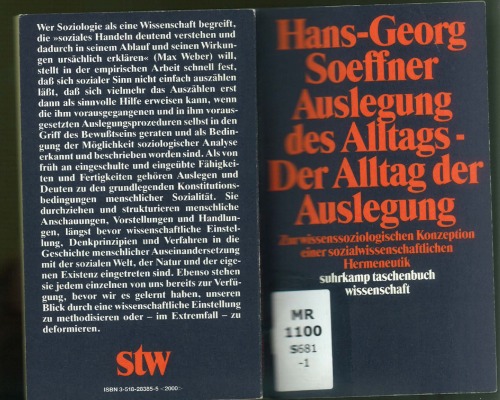 Wer Soziologie als eine Wissenschaft begreift,
die »soziales Handeln deutend verstehen und
dadurch in seinem Ablauf und seinen Wirkun-
gen ursächlich erklären« (Max Weber) will,
stellt in der empirischen Arbeit schnell fest,
daß sich sozialer Sinn nicht einfach auszählen
läßt, daß sich vielmehr das Auszählen erst
dann als sinnvolle Hilfe erweisen kann, wenn
die ihm vorausgegangenen und in ihm voraus-
gesetzten Auslegungsprozeduren selbst in den
Griff des Bewußtseins geraten und als Bedin-
gung der Möglichkeit soziologischer Analyse
erkannt und beschrieben worden sind. Als von
früh an eingeschulte und eingeübte Fähigkei-
ten und Fertigkeiten gehören Auslegen und
Deuten zu den grundlegenden Konstitutions-
bedingungen menschlicher Sozialität. Sie
durchziehen und strukturieren menschliche
Anschauungen, Vorstellungen und Handlun-
gen, längst bevor wissenschaftliche Einstel-
lung, Denkprinzipien und Verfahren in die
Geschichte menschlicher Auseinandersetzung
mit der sozialen Welt, der Natur und der eige-
nen Existenz eingetreten sind. Ebenso stehen
sie jedem einzelnen von uns bereits zur Verfü-
gung, bevor wir es gelernt haben, unseren
Blick durch eine wissenschaftliche Einstellung
zu methodisieren oder – im Extremfall – zu
deformieren.
stw
ISBN 3-518-28385-5 <2000>
Hans-Georg
Soeffner
Auslegung
des Alltags -
Der Alltag der
Auslegung
Zur wissenssoziologischen Konzeption
einer sozialwissenschaftlichen
Hermeneutik
suhrkamp taschenbuch
wissenschaft
MR
1100
S681
-1